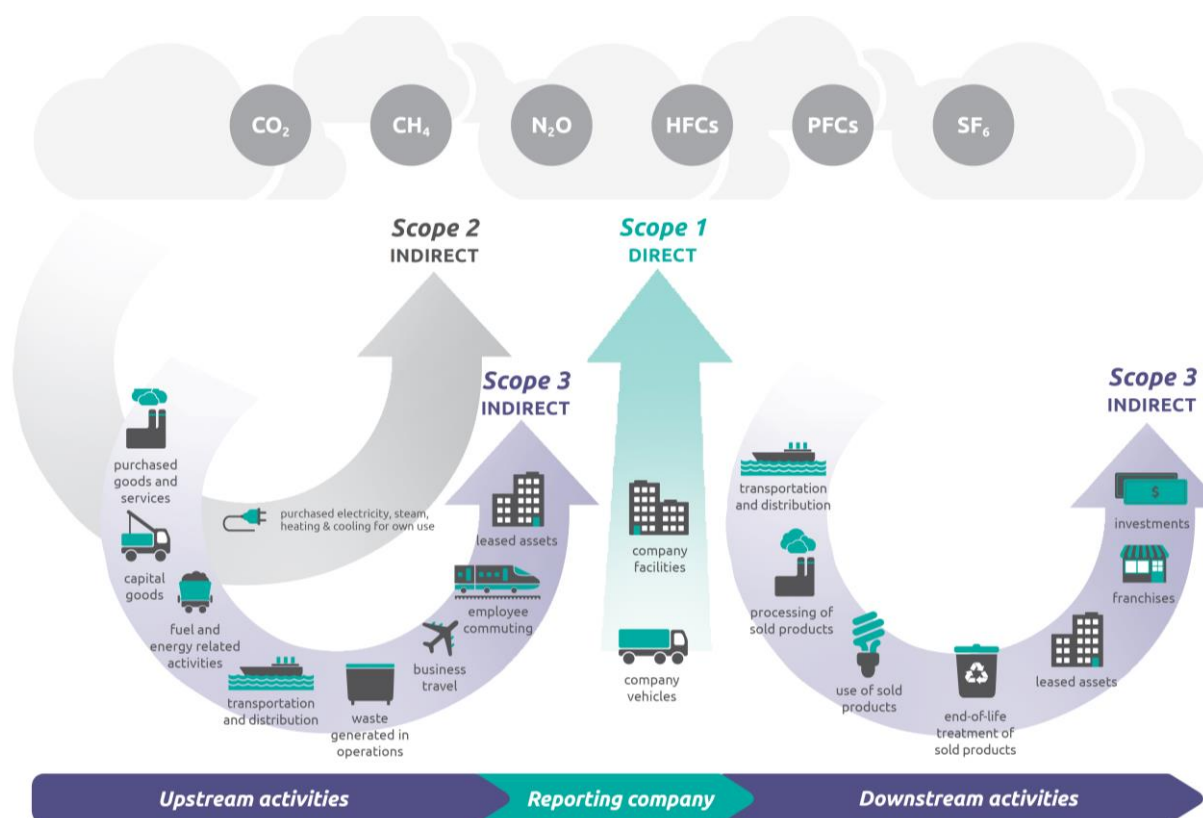 CO₂
CH₄
N₂O
HFCs
PFCs
SF₆
Scope 2
INDIRECT
Scope 1
DIRECT
Scope 3
INDIRECT
Scope 3
INDIRECT
purchased
goods and
services
capital
goods
fuel and
energy related
activities
transportation
and distribution
waste
generated in
operations
business
travel
employee
commuting
leased assets
purchased electricity, steam,
heating & cooling for own use
company
facilities
company
vehicles
transportation
and distribution
processing of
sold products
use of sold
products
end-of-life
treatment of
sold products
leased assets
franchises
$
investments
Upstream activities
Reporting company
Downstream activities